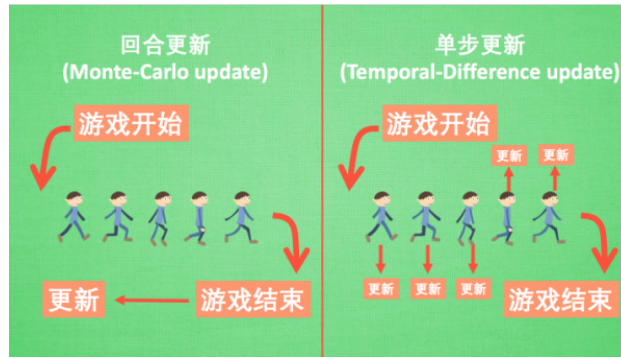 回合更新
(Monte-Carlo update)
游戏开始
更新
游戏结束
单步更新
(Temporal-Difference update)
游戏开始
更新
更新
更新
更新
更新
游戏结束